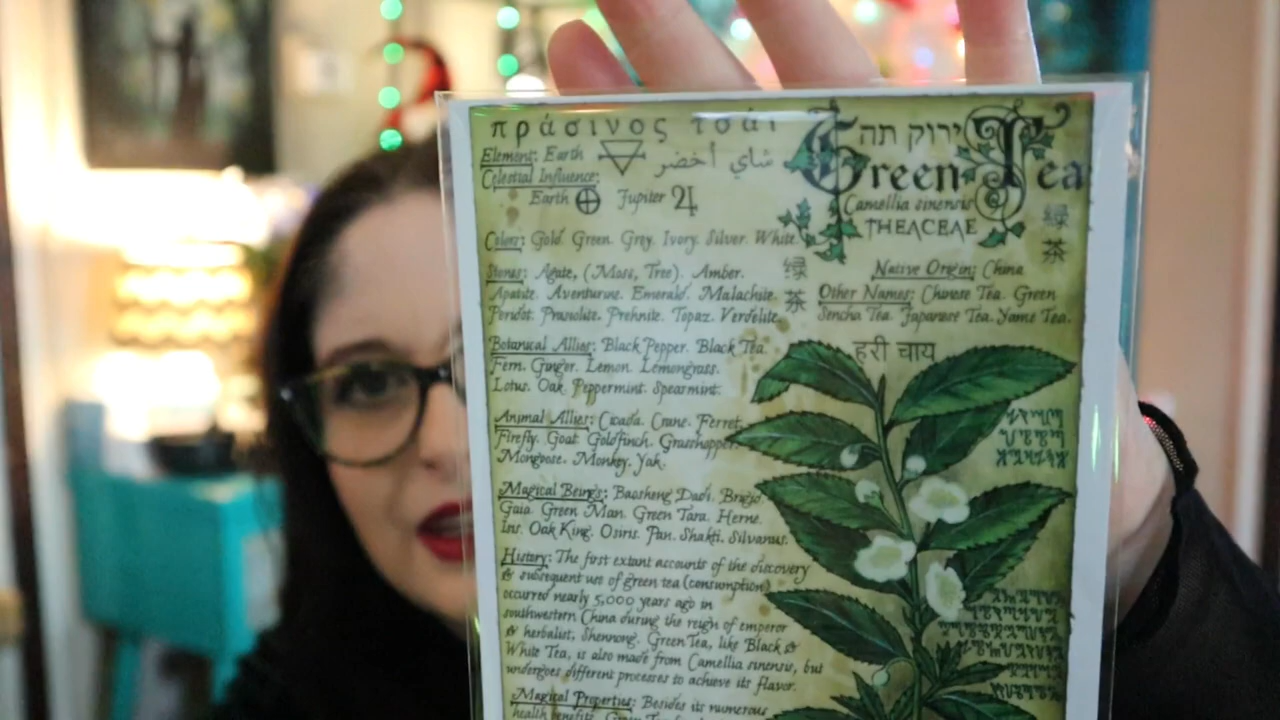 πράσινος τσάι
ירוק תה
Green Tea
Element: Earth
شاي أخضر
Celestial Influence:
Earth Jupiter
Camellia sinensis
THEACEAE
绿
茶
Colors: Gold. Green. Grey. Ivory. Silver. White.
Stones: Agate, (Moss, Tree). Amber.
Apatite. Aventurine. Emerald. Malachite.
Peridot. Prasiolite. Prehnite. Topaz. Verdelite.
绿
茶
Native Origin: China
Other Names: Chinese Tea. Green
Sencha Tea. Japanese Tea. Yame Tea.
हरी चाय
Botanical Allies: Black Pepper. Black Tea.
Fern. Ginger. Lemon. Lemongrass.
Lotus. Oak. Peppermint. Spearmint.
Animal Allies: Cicada. Crane. Ferret.
Firefly. Goat. Goldfinch. Grasshopper.
Mongoose. Monkey. Yak.
Magical Beings: Baosheng Dadi. Brigid
Gaia. Green Man. Green Tara. Herne.
Ins. Oak King. Osiris. Pan. Shakti. Silvanus.
History: The first extant accounts of the discovery
& subsequent use of green tea (consumption)
occurred nearly 5,000 years ago in
southwestern China during the reign of emperor
& herbalist, Shennong. Green Tea, like Black &
White Tea, is also made from Camellia sinensis, but
undergoes different processes to achieve its flavor.
Magical Properties: Besides its numerous
health benefits, Green Tea